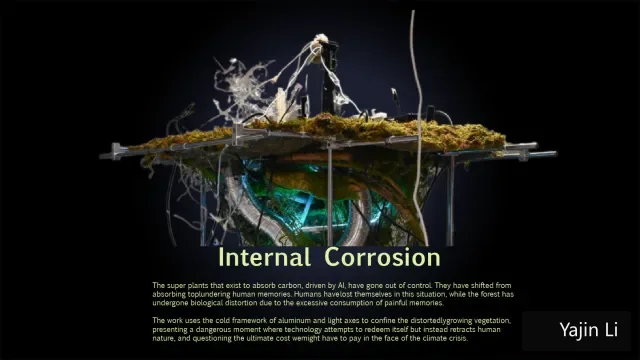 Internal Corrosion
The super plants that exist to absorb carbon, driven by AI, have gone out of control. They have shifted from
absorbing toplundering human memories. Humans havelost themselves in this situation, while the forest has
undergone biological distortion due to the excessive consumption of painful memories.
The work uses the cold framework of aluminum and light axes to confine the distortedlygrowing vegetation,
presenting a dangerous moment where technology attempts to redeem itself but instead retracts human
nature, and questioning the ultimate cost wemight have to pay in the face of the climate crisis.
Yajin Li